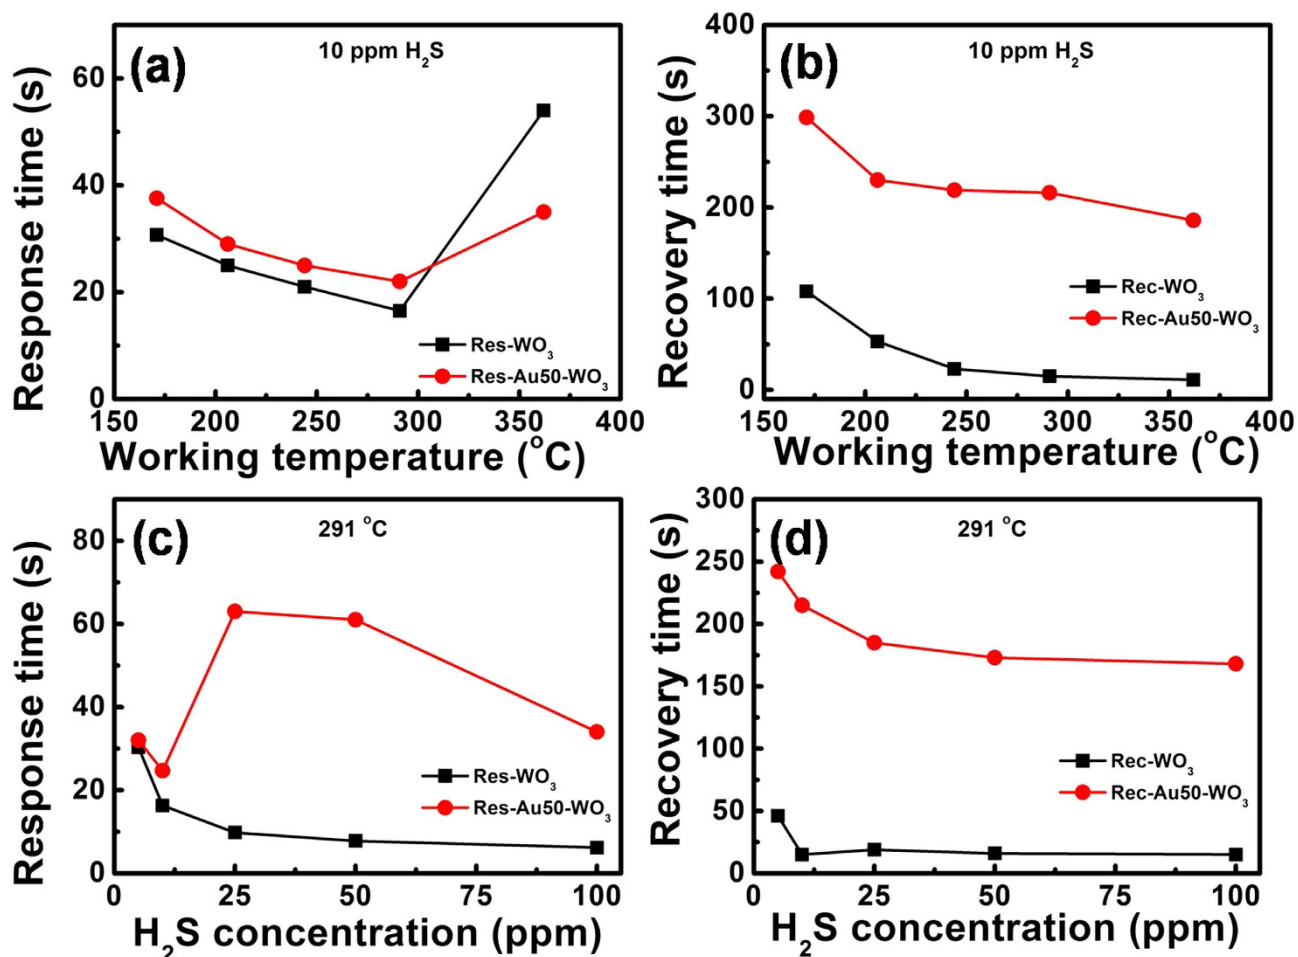 (a)
10 ppm H₂S
Response time (s)
60
40
20
0
Res-WO₃
Res-Au50-WO₃
150 200 250 300 350 400
Working temperature (°C)
(b)
10 ppm H₂S
Recovery time (s)
400
300
200
100
0
Rec-WO₃
Rec-Au50-WO₃
150 200 250 300 350 400
Working temperature (°C)
(c)
291 °C
Response time (s)
80
60
40
20
0
Res-WO₃
Res-Au50-WO₃
0 25 50 75 100
H₂S concentration (ppm)
(d)
291 °C
Recovery time (s)
300
250
200
150
100
50
0
Rec-WO₃
Rec-Au50-WO₃
0 25 50 75 100
H₂S concentration (ppm)